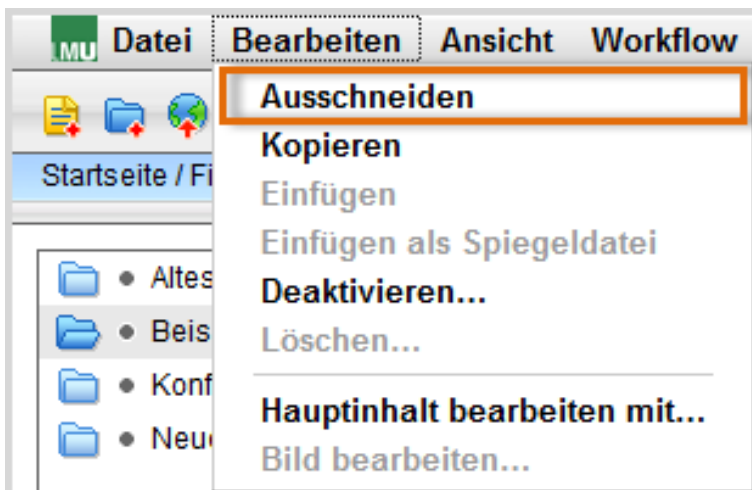 LMU Datei Bearbeiten Ansicht Workflow
Ausschneiden
Kopieren
Startseite / Fi
Einfügen
Einfügen als Spiegeldatei
Altes
Deaktivieren...
Beis
Löschen...
Konf
Hauptinhalt bearbeiten mit...
Neue
Bild bearbeiten...